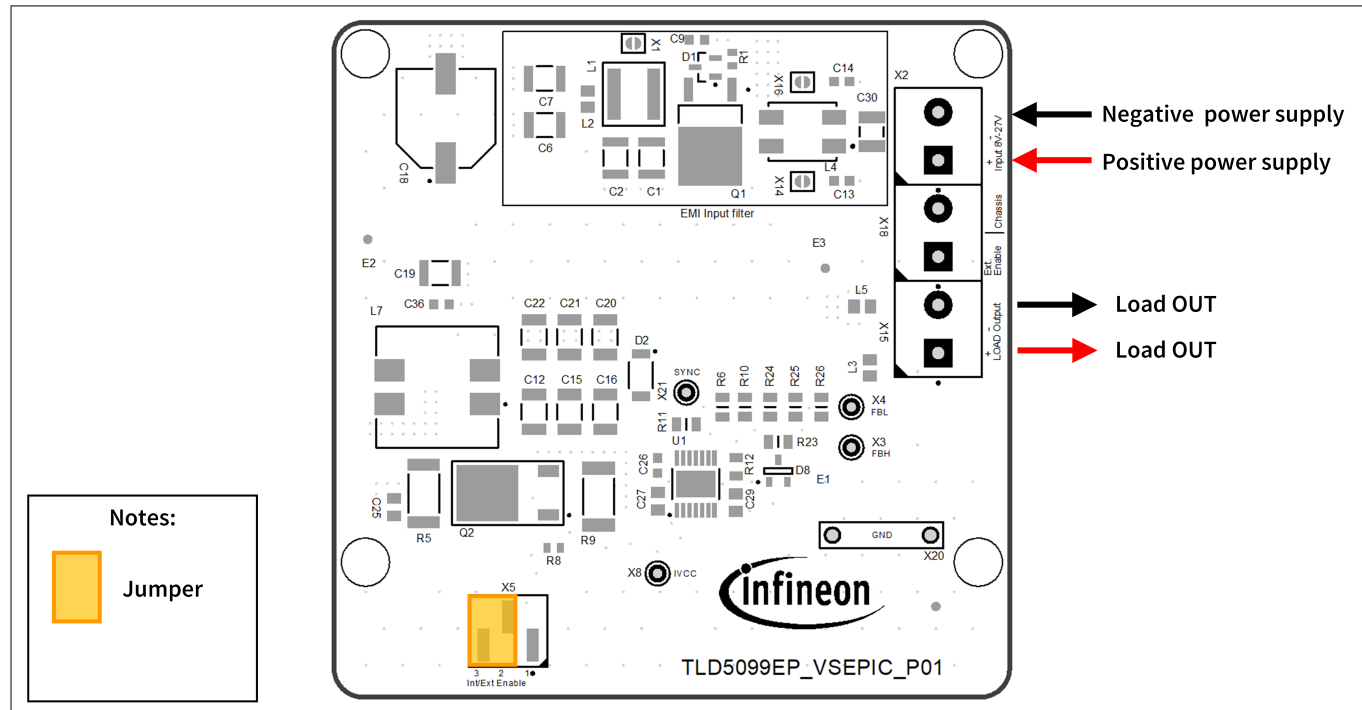 C9
X1
D1
R1
L1
X16
C14
X2
C7
C30
Negative  power supply
L2
- 
+ Input 8V-27V
C6
Positive power supply
C18
C2
C1
Q1
X14
L4
C13
EMI Input filter
Chassis
X18
E2
E3
Ext.
Enable
C19
C36
L5
L7
C22
C21
C20
Load OUT
X15
-
+ LOAD Output
D2
Load OUT
L3
SYNC
C12
C15
C16
X21
R6
R10
R24
R25
R26
X4
FBL
R11
U1
R23
X3
FBH
C26
R12
D8
E1
C27
C29
C25
Notes:
R5
Q2
R9
GND
X20
R8
Jumper
X8
IVCC
X5
infineon
3 2 1
Int/Ext Enable
TLD5099EP_VSEPIC_P01